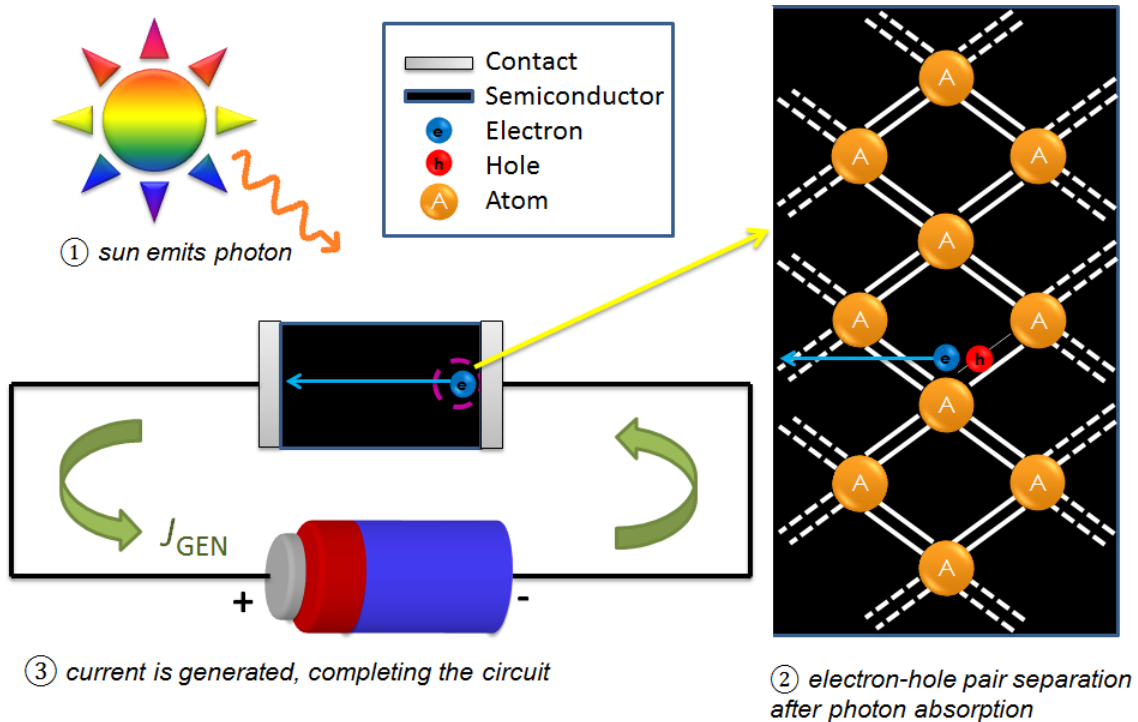 ① sun emits photon
Contact
Semiconductor
e Electron
h Hole
A Atom
e
J GEN
+
-
③ current is generated, completing the circuit
A
A
A
A
A
A
e
h
A
A
A
A
② electron-hole pair separation
after photon absorption